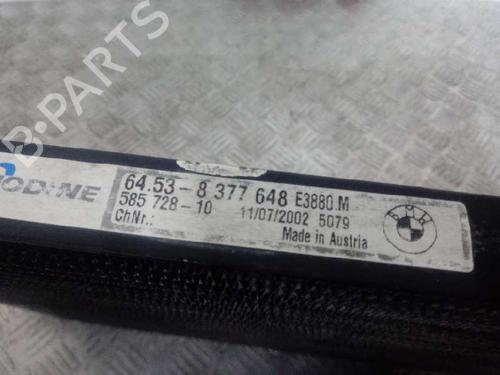 ODINE
64.53- 8 377 648 E3880.M
585 728-10 11/07/2002 5079
ChNr.:
Made in Austria
BMW
B PARTS